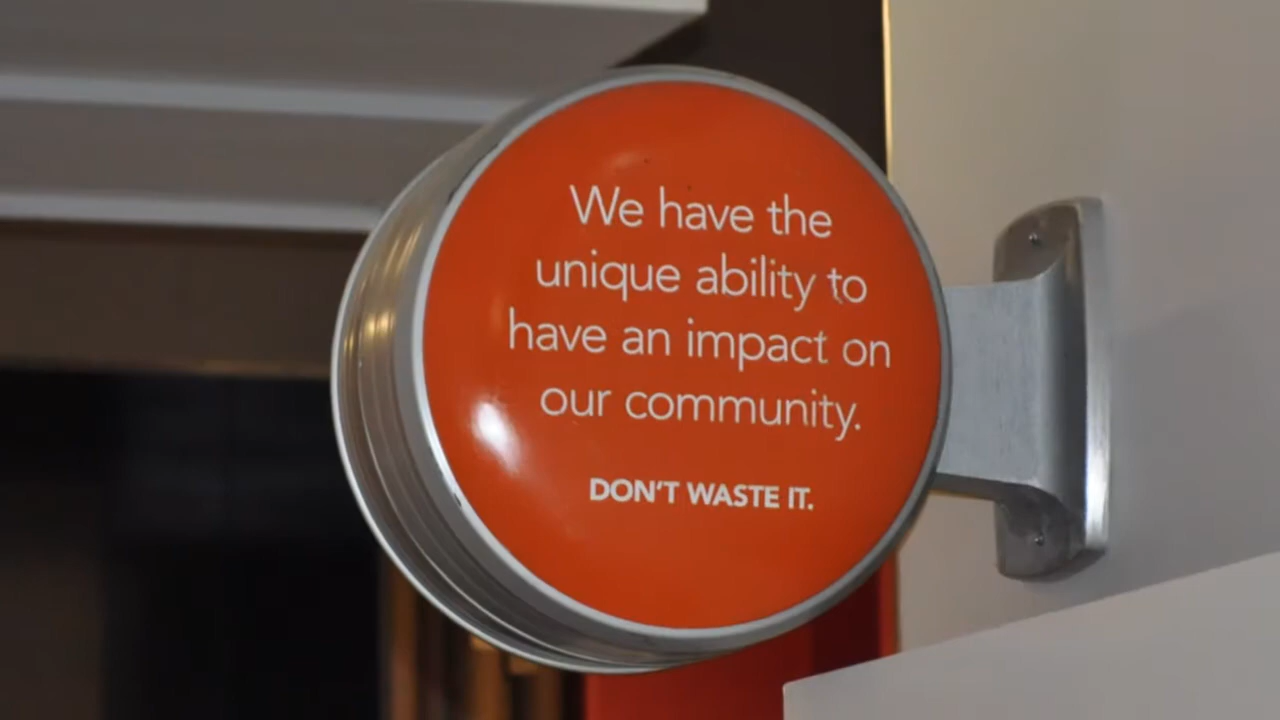 We have the
unique ability to
have an impact on
our community.
DON'T WASTE IT.